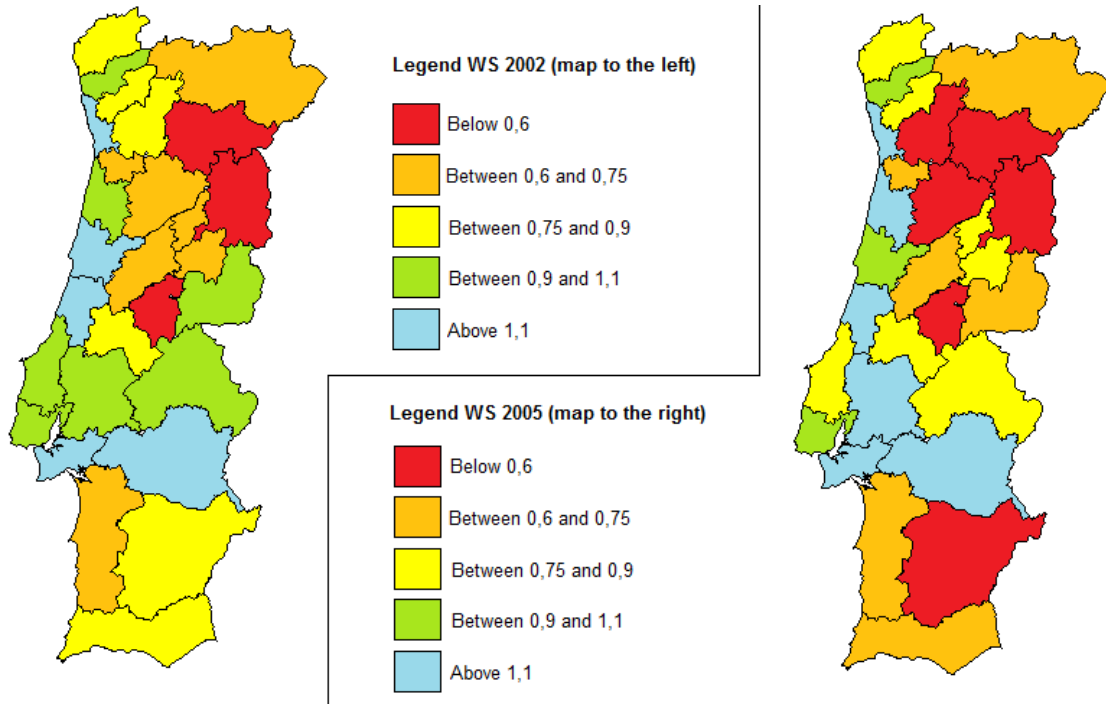 Legend WS 2002 (map to the left)
Below 0,6
Between 0,6 and 0,75
Between 0,75 and 0,9
Between 0,9 and 1,1
Above 1,1
Legend WS 2005 (map to the right)
Below 0,6
Between 0,6 and 0,75
Between 0,75 and 0,9
Between 0,9 and 1,1
Above 1,1